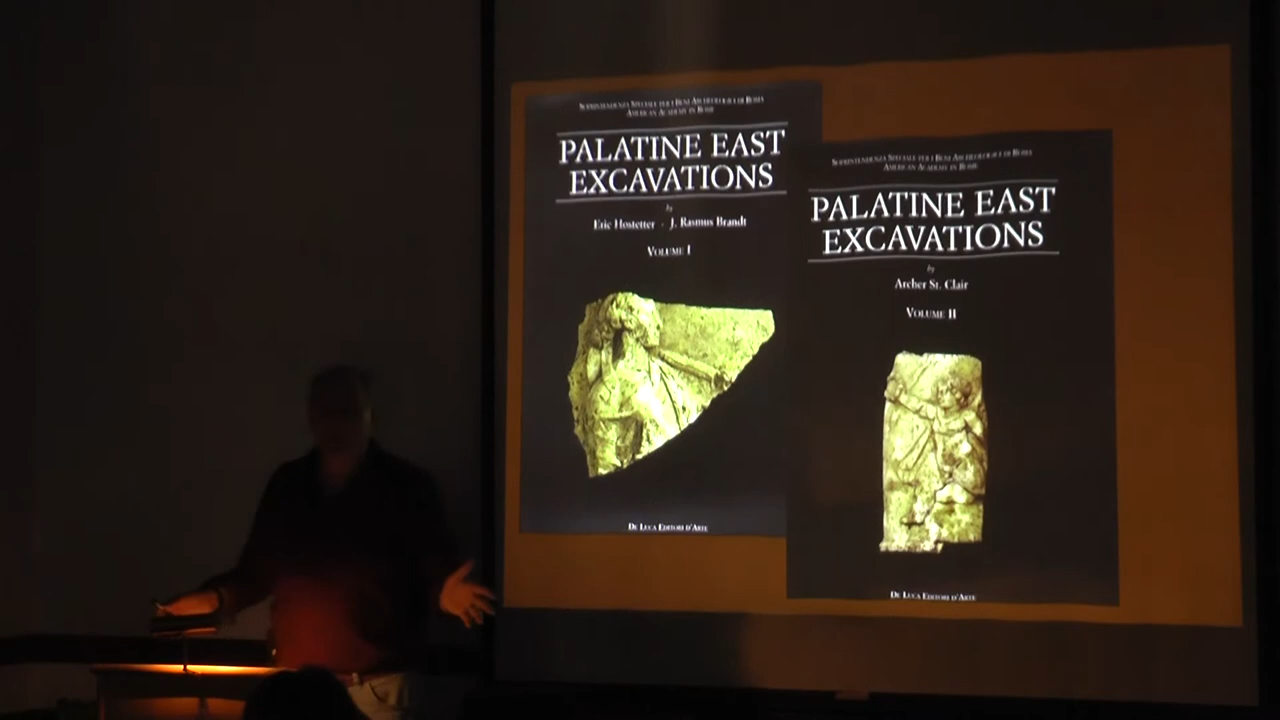 SOPRINTENDENZA SPECIALE PER I BENI ARCHEOLOGICI DI ROMA
AMERICAN ACADEMY IN ROME
PALATINE EAST
EXCAVATIONS
by
Eric Hostetter · J. Rasmus Brandt
VOLUME I
DE LUCA EDITORI D'ARTE
SOPRINTENDENZA SPECIALE PER I BENI ARCHEOLOGICI DI ROMA
AMERICAN ACADEMY IN ROME
PALATINE EAST
EXCAVATIONS
by
Archer St. Clair
VOLUME II
DE LUCA EDITORI D'ARTE